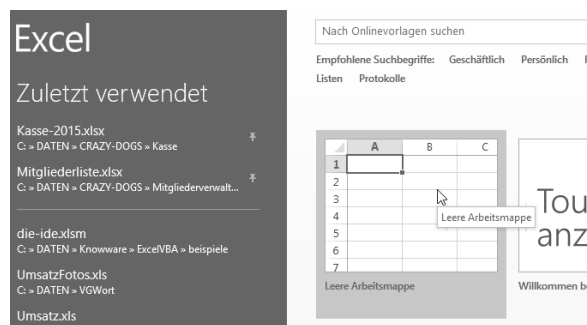 Excel
Zuletzt verwendet
Kasse-2015.xlsx
C: » DATEN » CRAZY-DOGS » Kasse
Mitgliederliste.xlsx
C: » DATEN » CRAZY-DOGS » Mitgliederverwalt...
die-ide.xlsm
C: » DATEN » Knowware » ExcelVBA » beispiele
UmsatzFotos.xls
C: » DATEN » VGWort
Umsatz.xls
Nach Onlinevorlagen suchen
Empfohlene Suchbegriffe: Geschäftlich Persönlich
Listen Protokolle
A B C
1
2
3
4
5
6
7
Leere Arbeitsmappe
Leere Arbeitsmappe
Tou
anz
Willkommen b